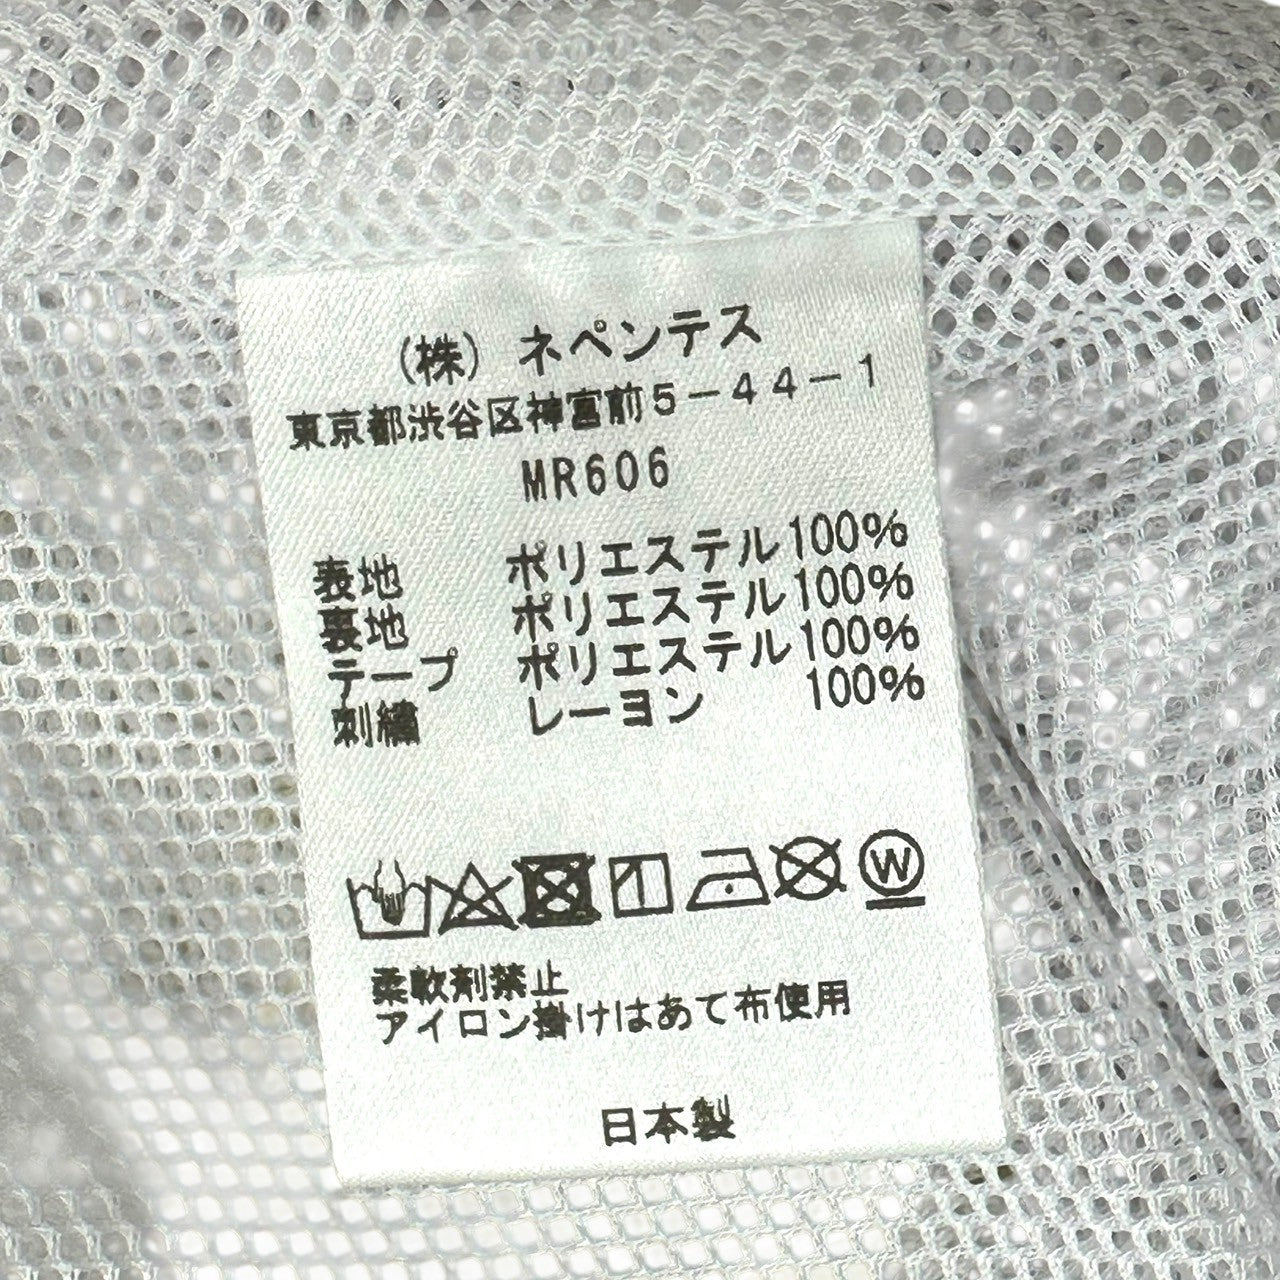 (株) ネペンテス
東京都渋谷区神宮前5-44-1
MR606
表地 ポリエステル100%
裏地 ポリエステル100%
テープ ポリエステル100%
刺繍 レーヨン 100%
W
柔軟剤禁止
アイロン掛けはあて布使用
日本製